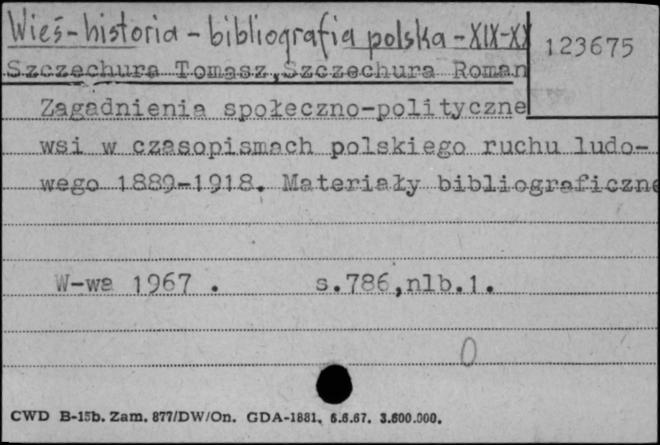 Wieś-historia-bibliografia polska-XIX-XX
123675
Szczechura Tomasz,Szczechura Roman
Zagadnienia społeczno-polityczne
wsi w czasopismach polskiego ruchu ludo-
wego 1889-1918. Materiały bibliograficzne
W-wa 1967 .
s.786,nlb.1.
0
CWD B-15b. Zam. 877/DW/On. GDA-1881. 6.6.67. 3.600.000.